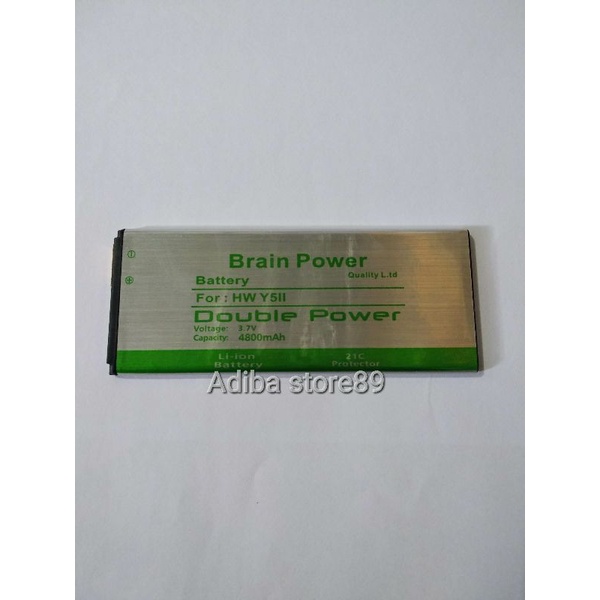 Brain Power
Quality L.td
Battery
For : HW Y5II
Double Power
Voltage: 3.7V
Capacity: 4800mAh
Li-ion 21C
Battery Protector
Adiba store89